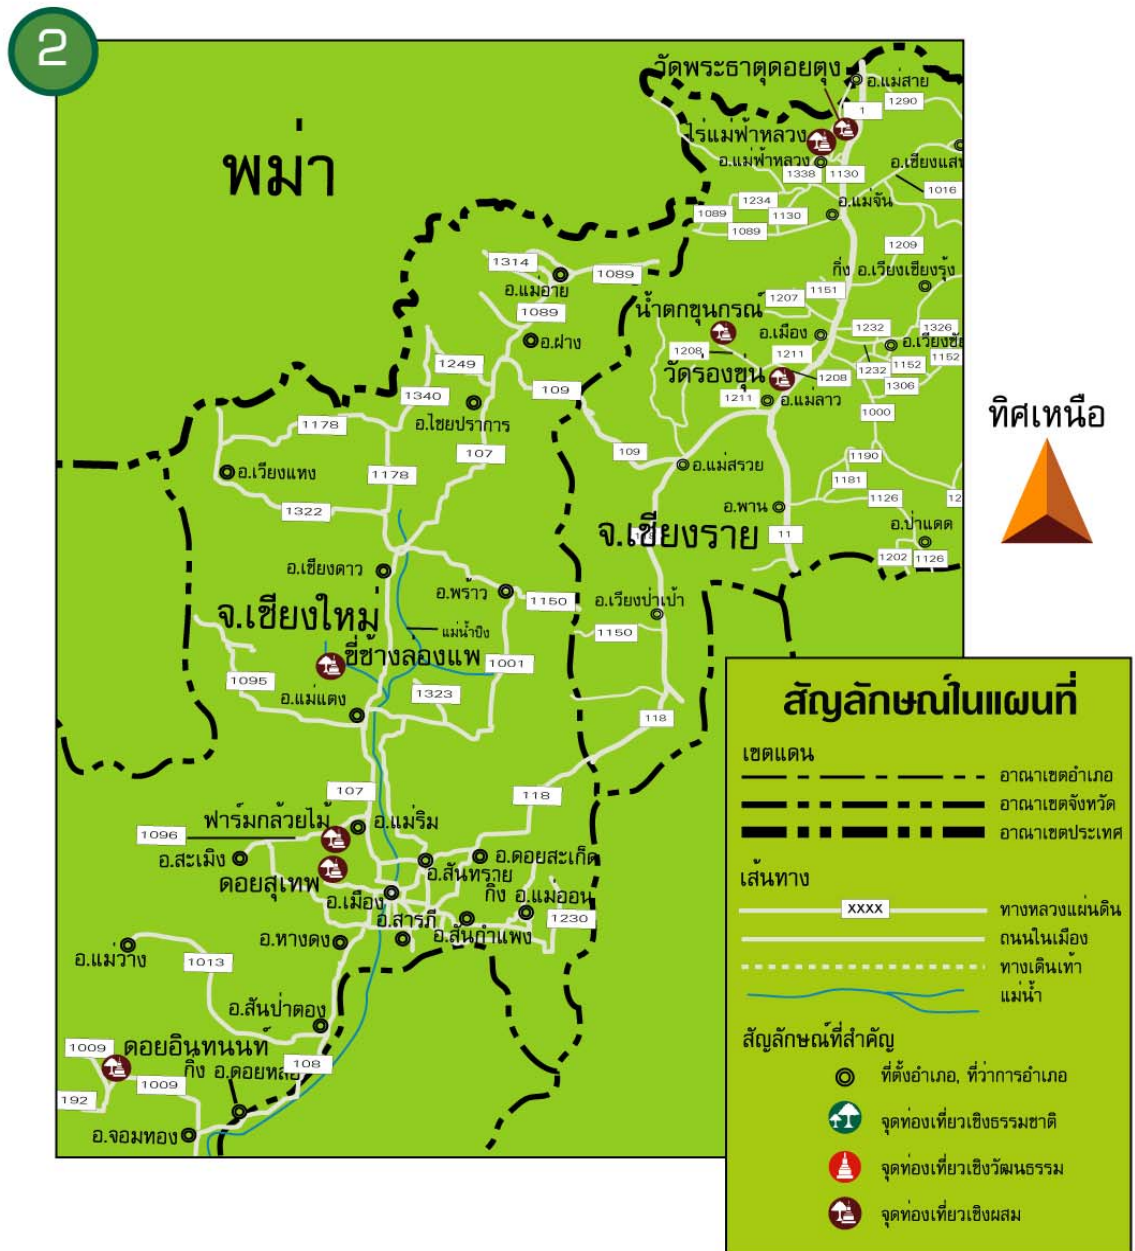 2
วัดพระธาตุดอยตุง
อ.แม่สาย
1290
1
พม่า
ไร่แม่ฟ้าหลวง
อ.แม่ฟ้าหลวง
1338
1130
1016
1234
1089
1130
1089
อ.แม่จัน
1209
กิ่ง อ.เวียงเชียงรุ้ง
1314
1089
อ.แม่อาย
1089
อ.ฝาง
1151
1207
น้ำตกขุนกรณ์
อ.เมือง
1232
1326
1208
1211
1232
1152
1152
วัดร่องขุ่น
1208
1306
1211
อ.แม่ลาว
1000
ทิศเหนือ
1249
109
1340
อ.ไชยปราการ
1178
107
109
อ.แม่สรวย
1190
1181
1126
อ.เวียงแหง
1178
1322
อ.พาน
11
อ.ป่าแดด
1202
1126
จ.เชียงราย
อ.เชียงดาว
อ.พร้าว
1150
อ.เวียงป่าเป้า
1150
จ.เชียงใหม่
แม่น้ำปิง
ขี่ช้างล่องแพ
1001
1095
1323
อ.แม่แตง
118
107
118
ฟาร์มกล้วยไม้
อ.แม่ริม
1096
อ.สะเมิง
อ.ดอยสะเก็ด
อ.สันทราย
ดอยสุเทพ
กิ่ง อ.แม่ออน
อ.เมือง
อ.สารภี
1230
อ.หางดง
อ.สันกำแพง
อ.แม่วาง
1013
อ.สันป่าตอง
ดอยอินทนนท์
1009
108
1009
192
อ.จอมทอง
สัญลักษณ์ในแผนที่
เขตแดน
อาณาเขตอำเภอ
อาณาเขตจังหวัด
อาณาเขตประเทศ
เส้นทาง
xxxx
ทางหลวงแผ่นดิน
ถนนในเมือง
ทางเดินเท้า
แม่น้ำ
สัญลักษณ์ที่สำคัญ
ที่ตั้งอำเภอ, ที่ว่าการอำเภอ
จุดท่องเที่ยวเชิงธรรมชาติ
จุดท่องเที่ยวเชิงวัฒนธรรม
จุดท่องเที่ยวเชิงผสม